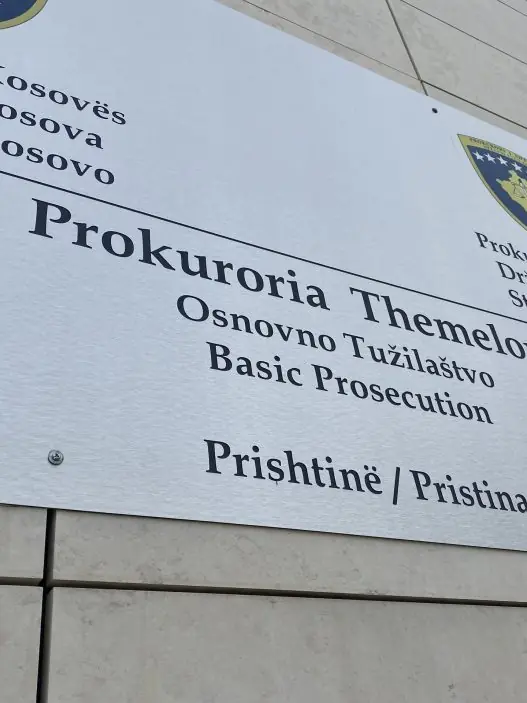 Kosovës
osova
osovo
Prokuroria Themelo
Osnovno Tužilaštvo
Basic Prosecution
Prishtinë / Pristina